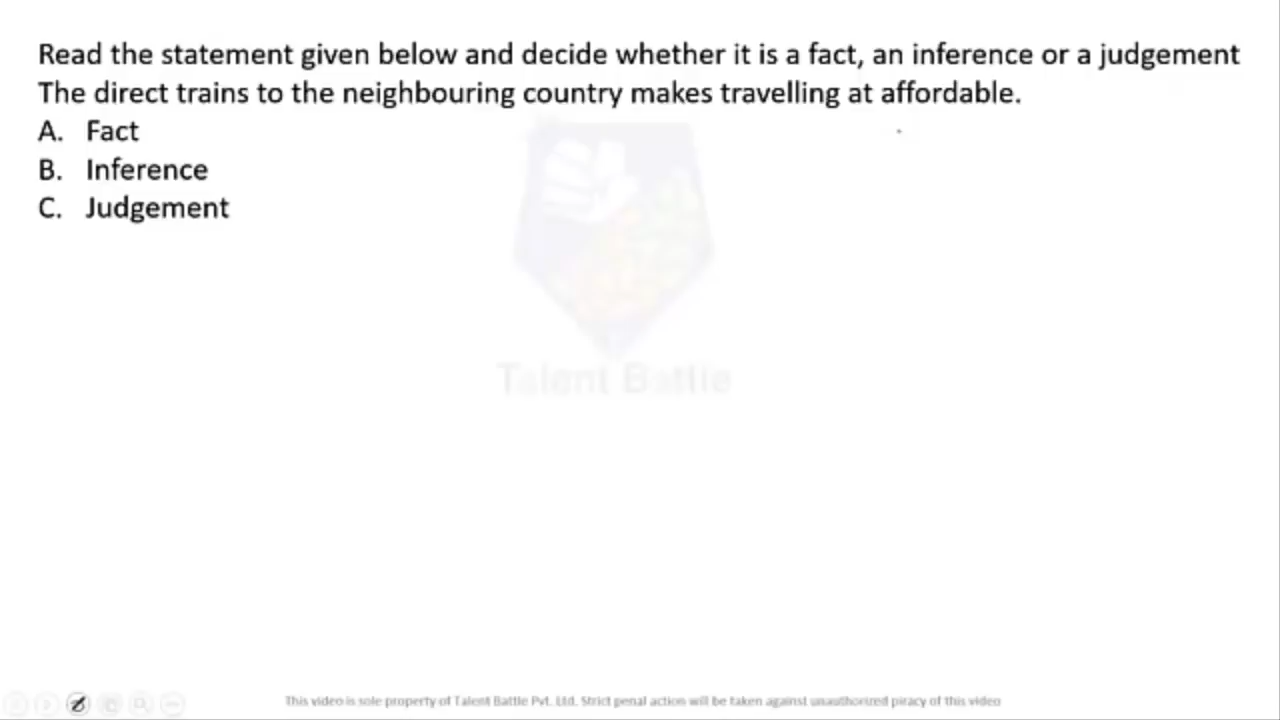 Read the statement given below and decide whether it is a fact, an inference or a judgement
The direct trains to the neighbouring country makes travelling at affordable.
A. Fact
B. Inference
C. Judgement
Talent Battle
This video is sole property of Talent Battle Pvt. Ltd. Strict penal action will be taken against unauthorized piracy of this video